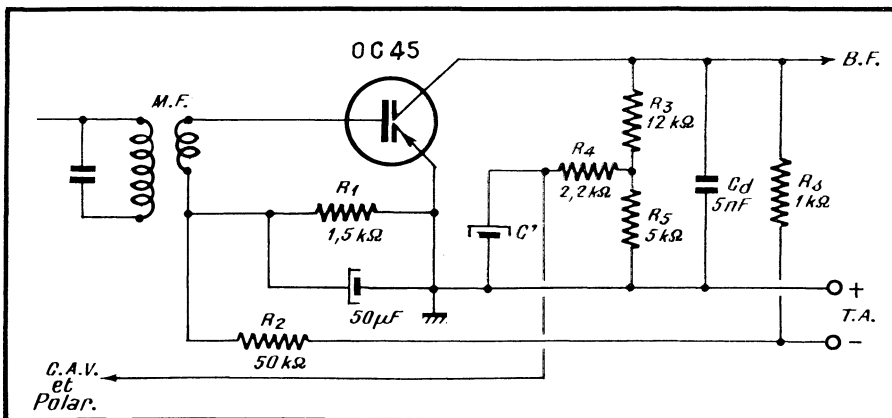 OC45
M.F.
B.F.
R3
12 kΩ
R4
2,2 kΩ
Cd
5nF
Rs
1 kΩ
R1
1,5 kΩ
C'
R5
5 kΩ
50µF
+
T.A.
-
R2
50 kΩ
C.A.V.
et
Polar.